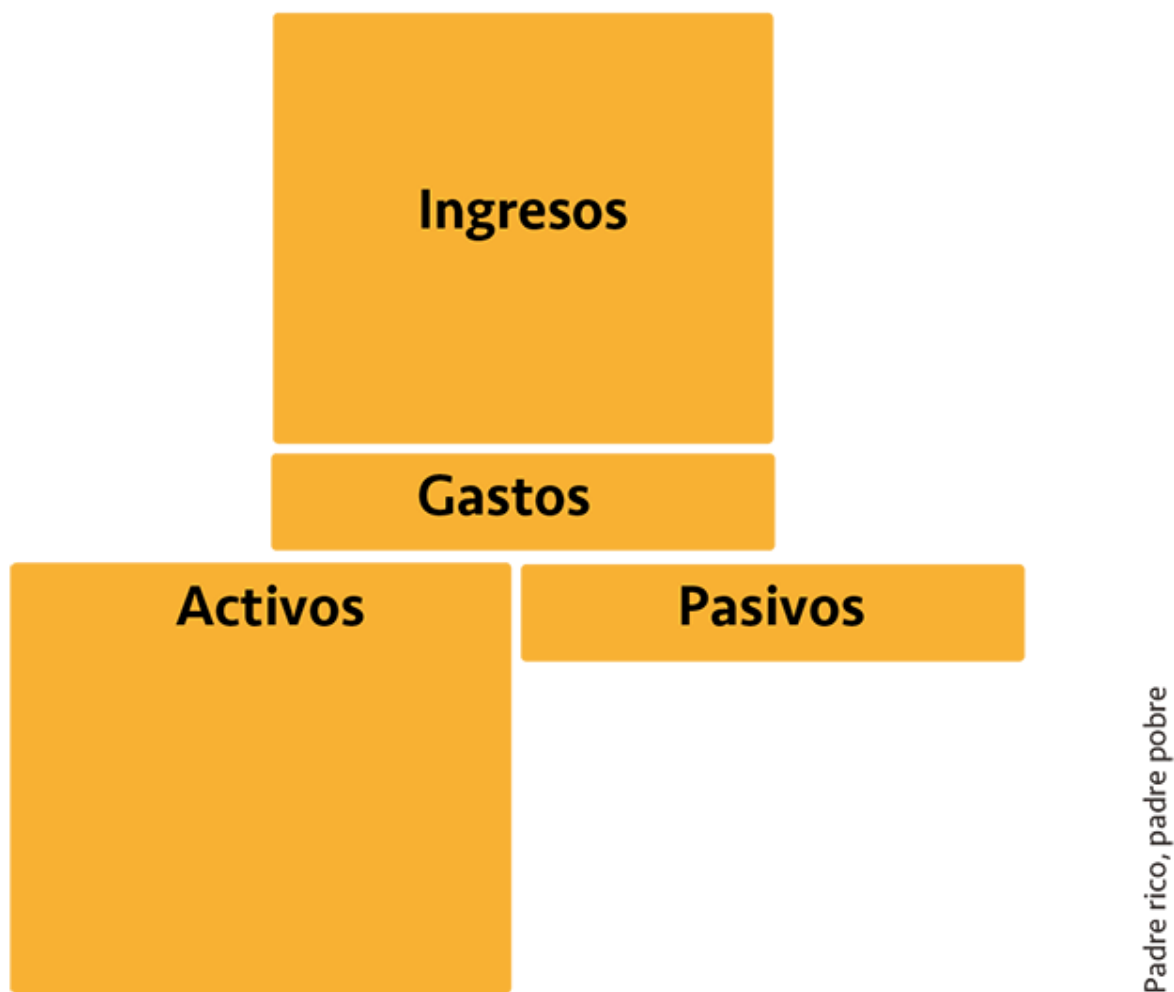 Ingresos
Gastos
Activos
Pasivos
Padre rico, padre pobre